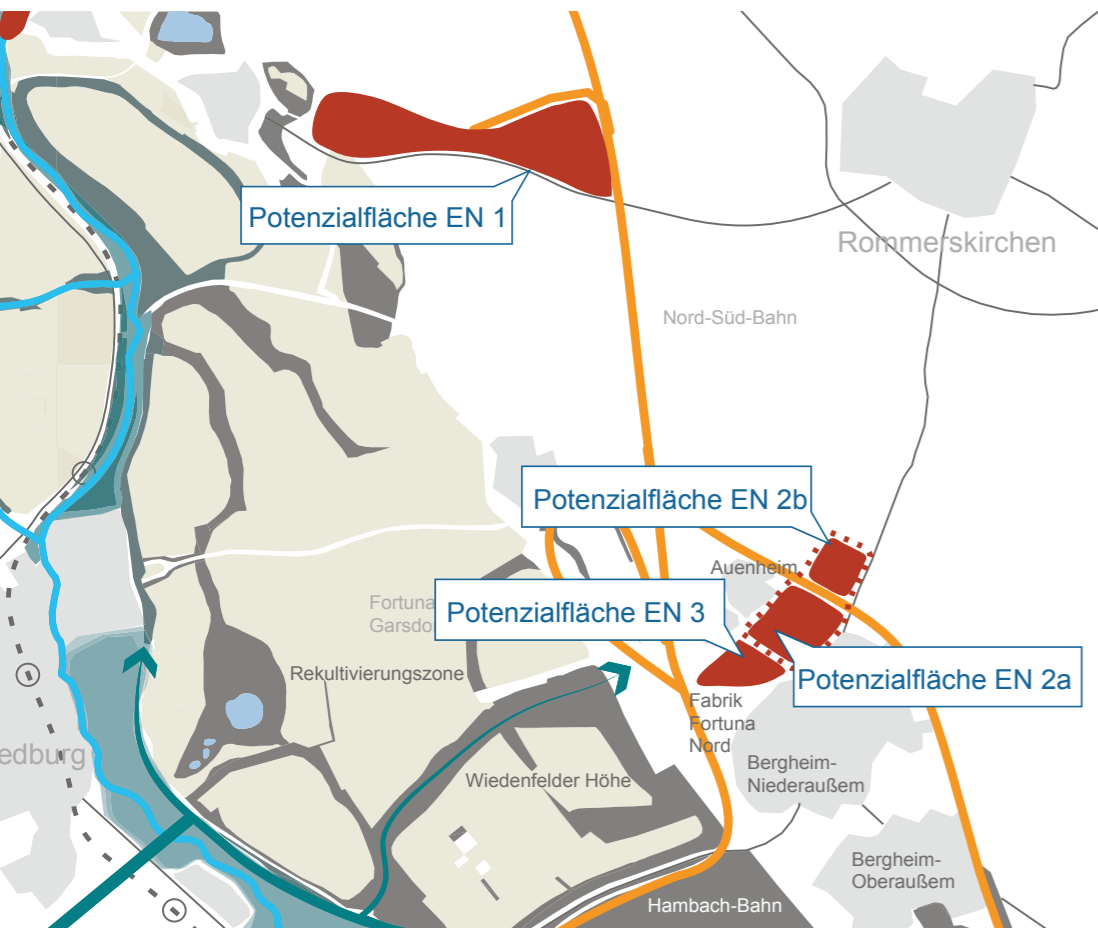 Potenzialfläche EN 1
Rommerskirchen
Nord-Süd-Bahn
Potenzialfläche EN 2b
Auenheim
Fortuna
Potenzialfläche EN 3
Rekultivierungszone
Potenzialfläche EN 2a
Fabrik
Fortuna
Nord
edburg
Wiedenfelder Höhe
Bergheim-
Niederaußem
Bergheim-
Oberaußem
Hambach-Bahn